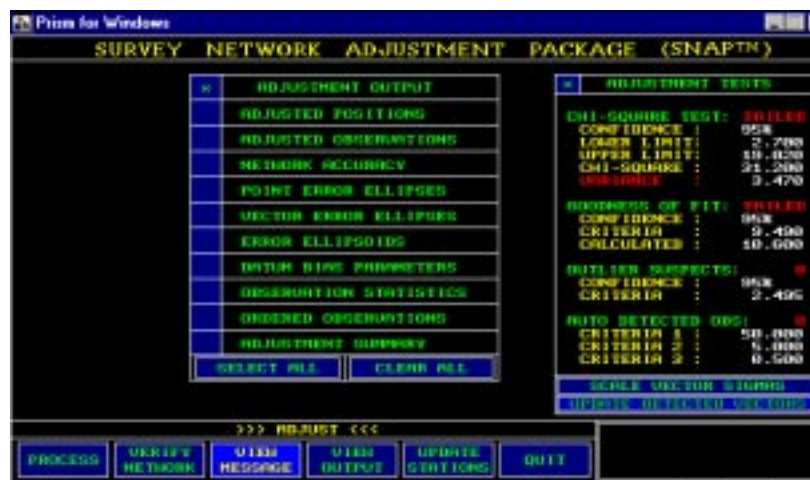 Prism for Windows
SURVEY NETWORK ADJUSTMENT PACKAGE (SNAP™)
ADJUSTMENT OUTPUT
ADJUSTED POSITIONS
ADJUSTED OBSERVATIONS
NETWORK ACCURACY
POINT ERROR ELLIPSES
VECTOR ERROR ELLIPSES
ERROR ELLIPSOIDS
DATUM BIAS PARAMETERS
OBSERVATION STATISTICS
ORDERED OBSERVATIONS
ADJUSTMENT SUMMARY
SELECT ALL CLEAR ALL
ADJUSTMENT TESTS
CHI-SQUARE TEST: FAILED
CONFIDENCE : 95%
LOWER LIMIT: 2.700
UPPER LIMIT:
CHI-SQUARE : 31.200
VARIANCE : 3.470
GOODNESS OF FIT: FAILED
CONFIDENCE : 95%
CRITERIA : 9.490
CALCULATED : 10.600
OUTLIER SUSPECTS:
CONFIDENCE : 95%
CRITERIA : 2.495
AUTO DETECTED OBS:
CRITERIA 1 : 50.000
CRITERIA 2 : 5.000
CRITERIA 3 : 0.500
SCALE VECTOR SIGMAS
UPDATE DETECTED VECTORS
>>> ADJUST <<<
PROCESS
VERIFY NETWORK
VIEW MESSAGE
VIEW OUTPUT
UPDATE STATIONS
QUIT